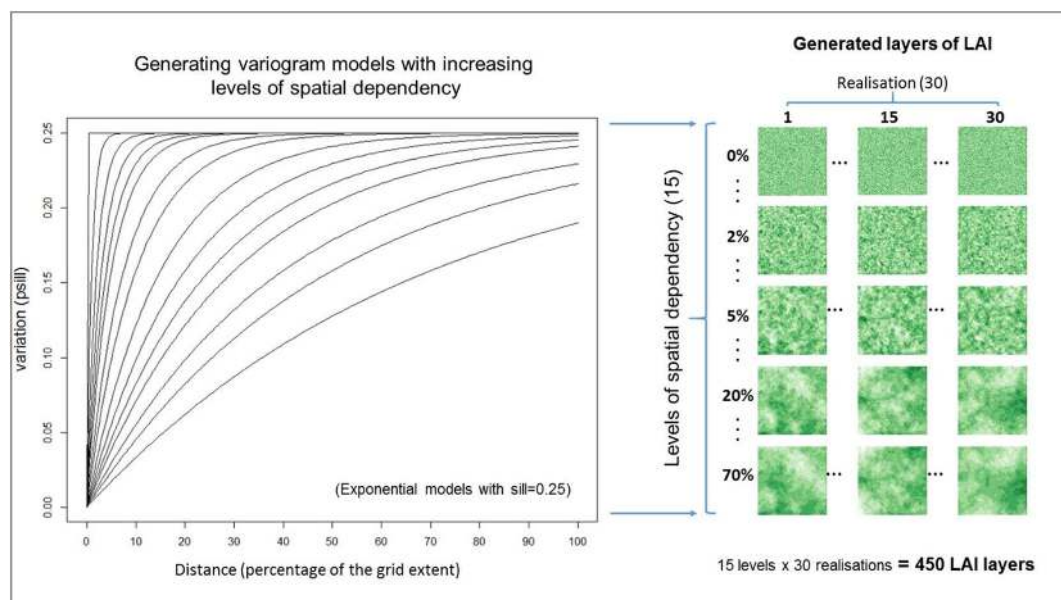 Generating variogram models with increasing
levels of spatial dependency
variation (psill)
0.25
0.20
0.15
0.10
0.05
0.00
(Exponential models with sill=0.25)
0 10 20 30 40 50 60 70 80 90 100
Distance (percentage of the grid extent)
Levels of spatial dependency (15)
Generated layers of LAI
Realisation (30)
1 15 30
0% ... ...
2%
5% ... ...
20%
70% ... ...
15 levels x 30 realisations = 450 LAI layers